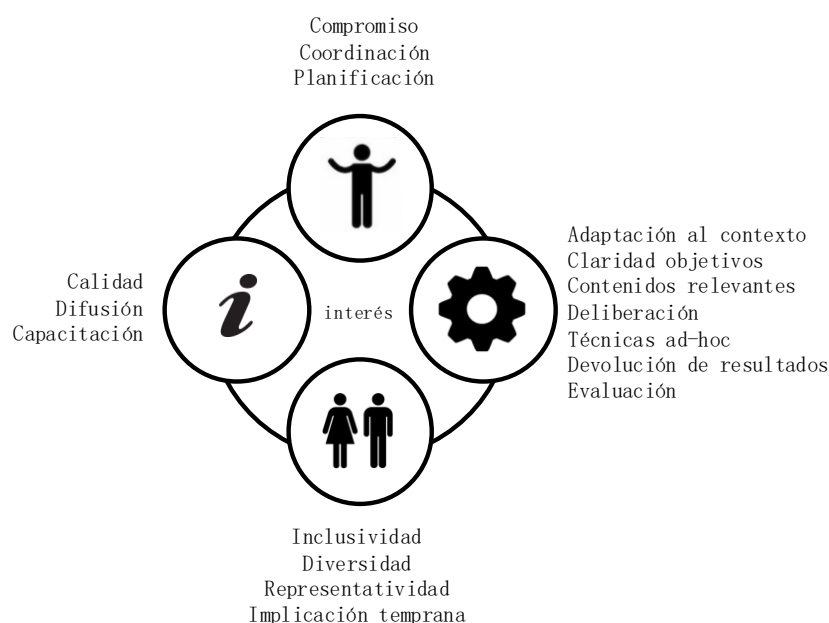 Compromiso
Coordinación
Planificación
Adaptación al contexto
Claridad objetivos
Contenidos relevantes
Deliberación
Técnicas ad-hoc
Devolución de resultados
Evaluación
Calidad
Difusión
Capacitación
i
interés
Inclusividad
Diversidad
Representatividad
Implicación temprana